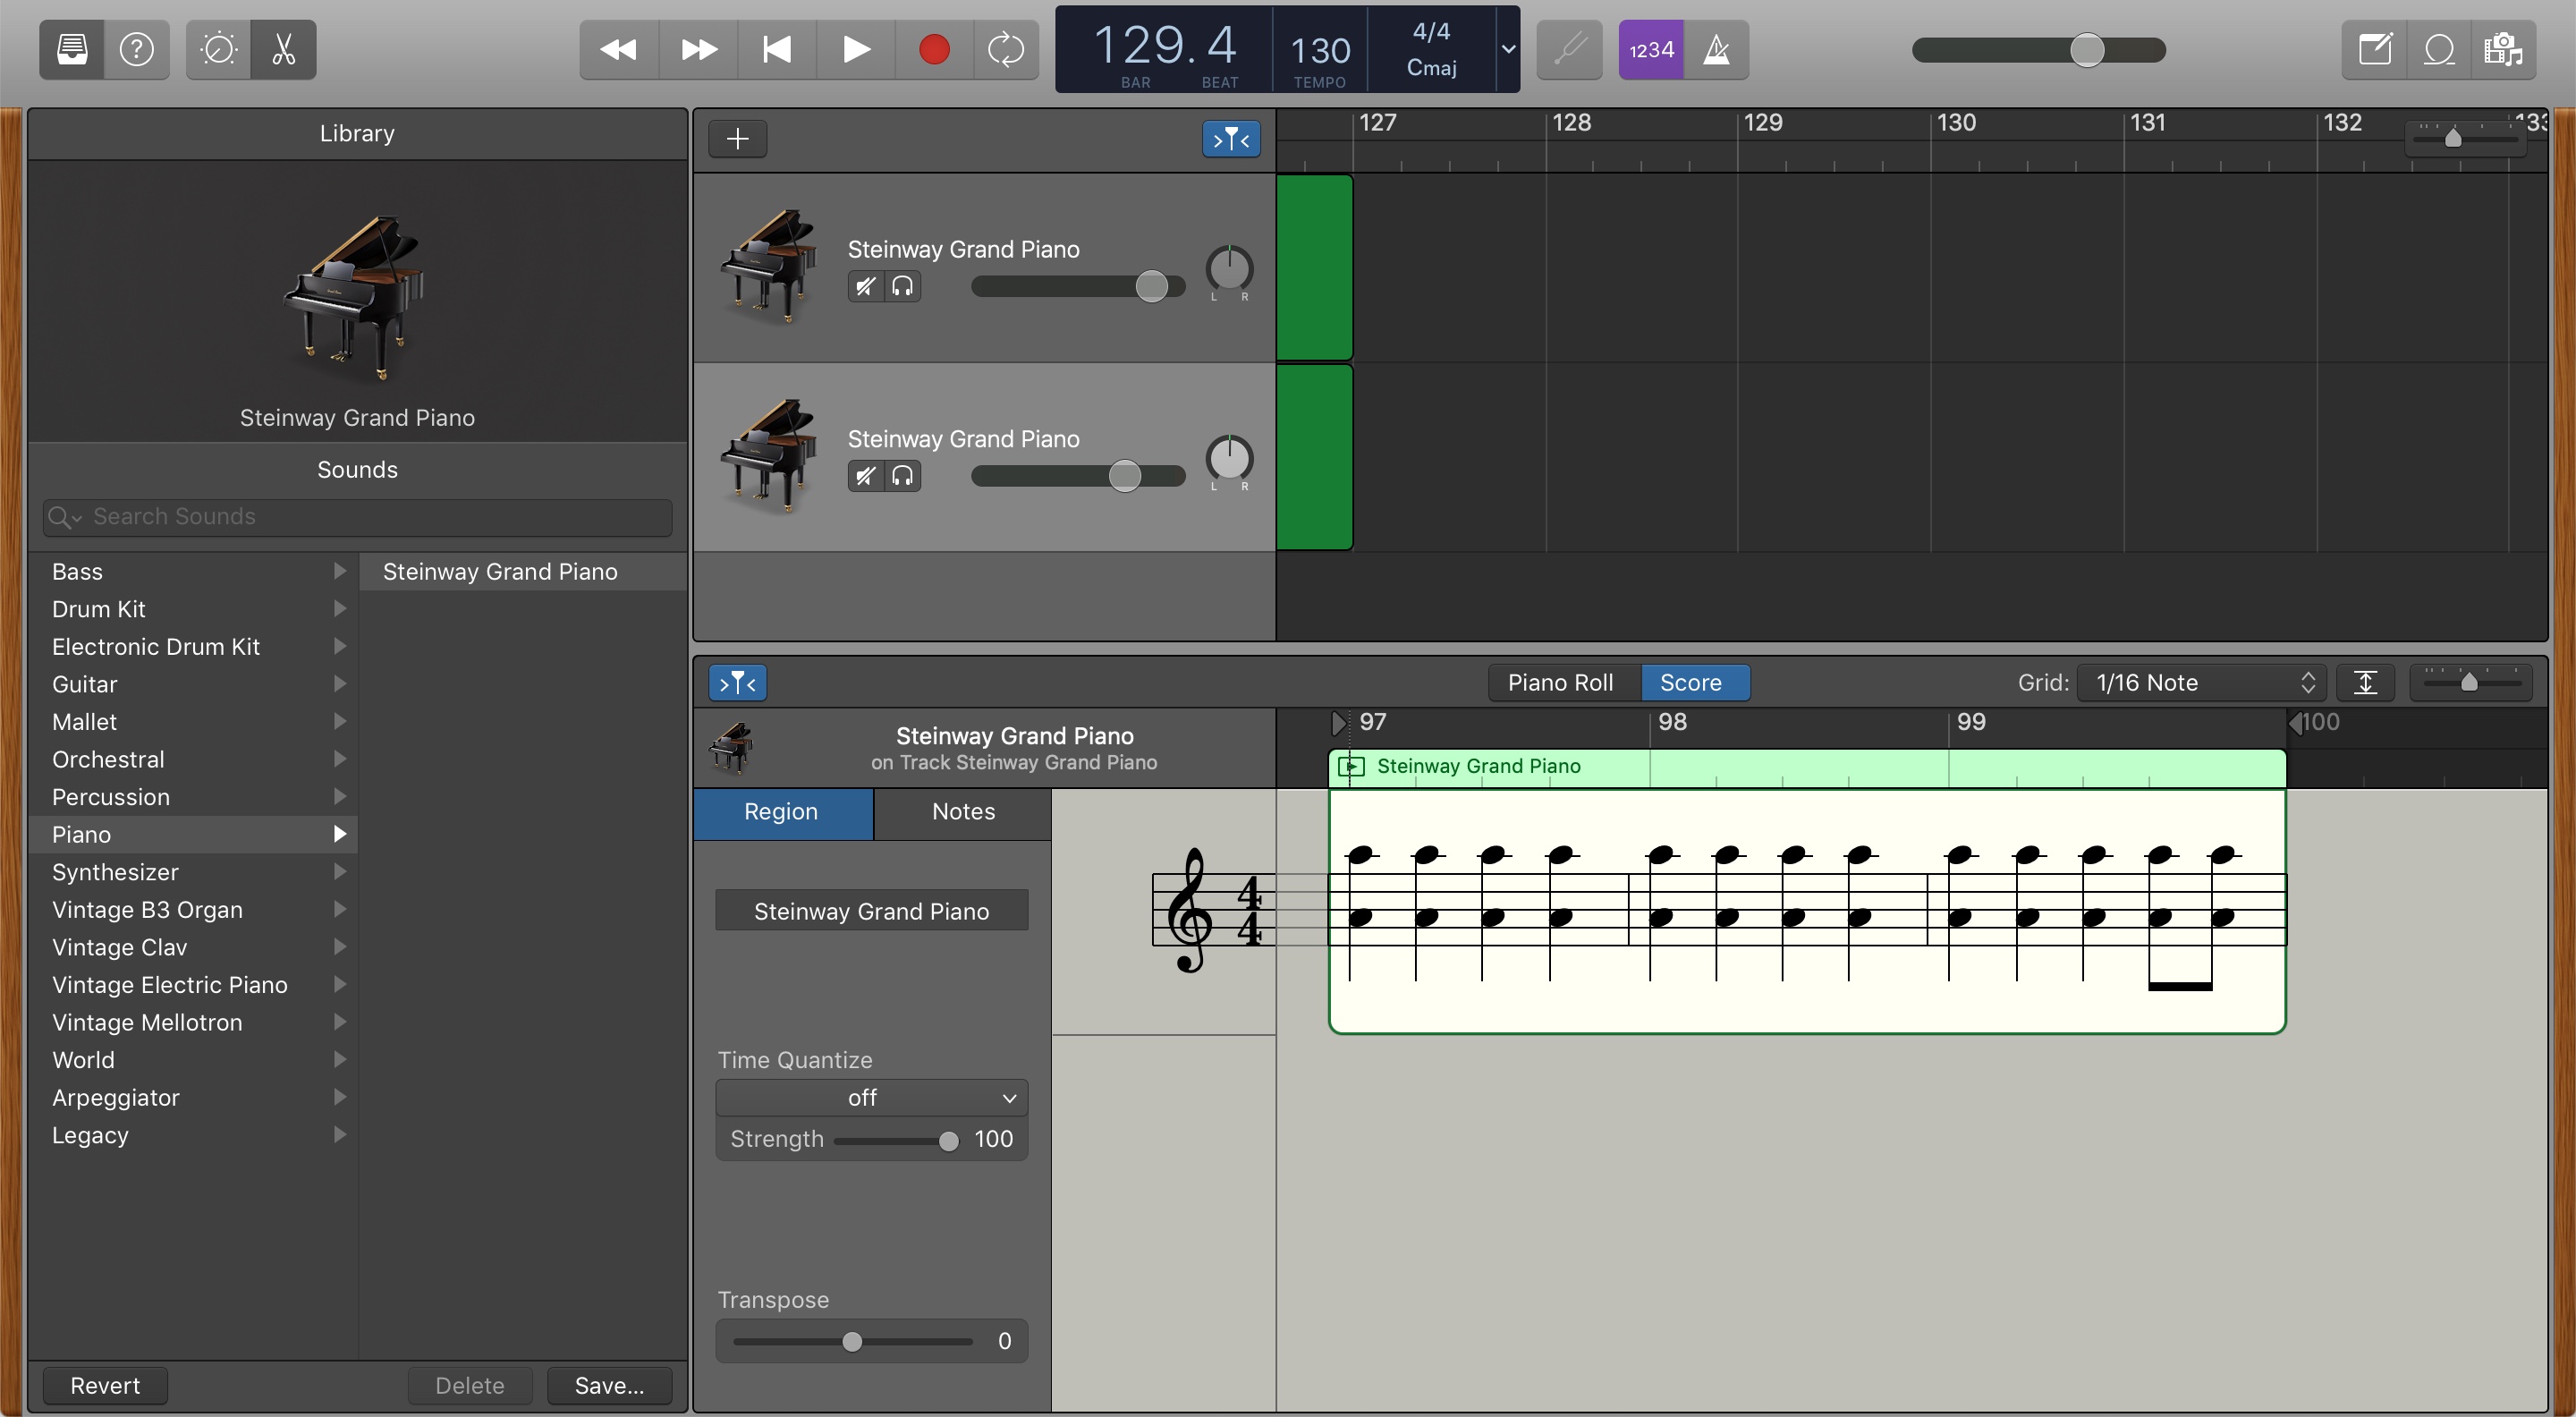 129.4
BAR
BEAT
130
TEMPO
4/4
Cmaj
1234
Library
Steinway Grand Piano
Sounds
Search Sounds
Bass
Drum Kit
Electronic Drum Kit
Guitar
Mallet
Orchestral
Percussion
Piano
Synthesizer
Vintage B3 Organ
Vintage Clav
Vintage Electric Piano
Vintage Mellotron
World
Arpeggiator
Legacy
Steinway Grand Piano
Revert
Delete
Save...
127 128 129 130 131 132 133
Steinway Grand Piano
L R
Steinway Grand Piano
L R
Piano Roll
Score
Grid:
1/16 Note
Steinway Grand Piano
on Track Steinway Grand Piano
97 98 99 100
Steinway Grand Piano
Region
Notes
Steinway Grand Piano
Time Quantize
off
Strength
100
Transpose
0
4
4